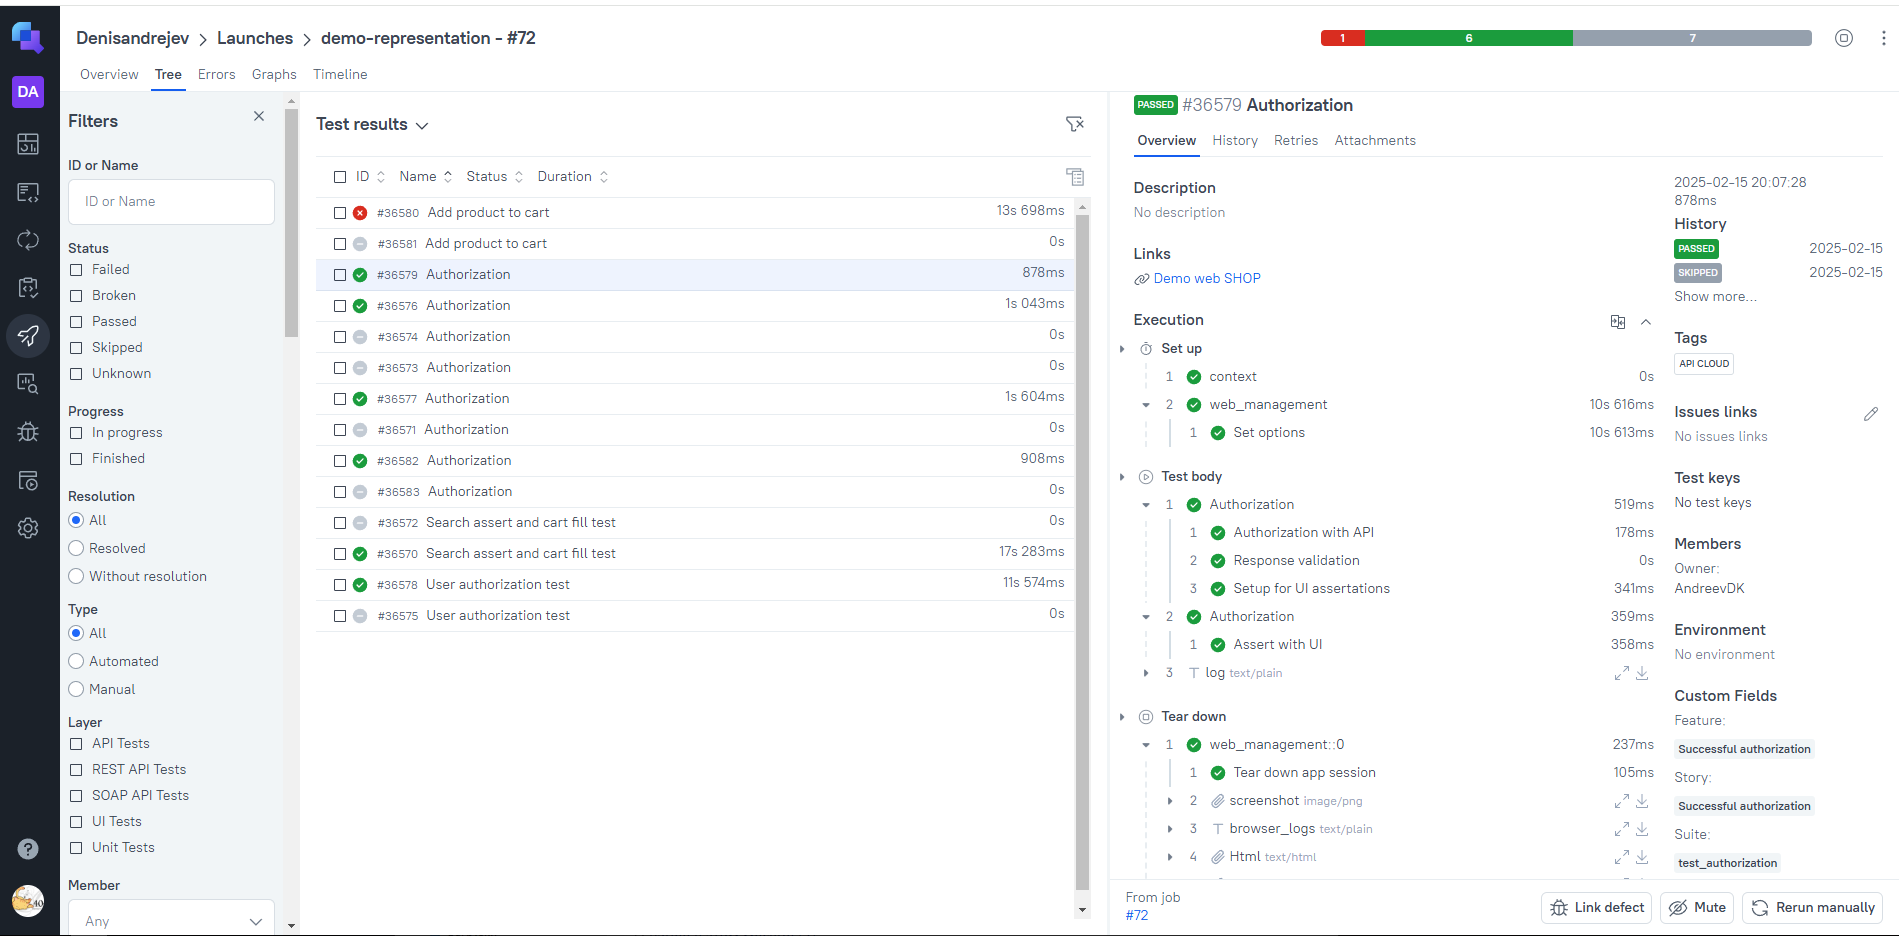 Denisandrejev > Launches > demo-representation - #72
1
6
7
DA
Overview
Tree
Errors
Graphs
Timeline
Filters
ID or Name
ID or Name
Status
Failed
Broken
Passed
Skipped
Unknown
Progress
In progress
Finished
Resolution
All
Resolved
Without resolution
Type
All
Automated
Manual
Layer
API Tests
REST API Tests
SOAP API Tests
UI Tests
Unit Tests
Member
Any
Test results
ID Name Status Duration
#36580 Add product to cart 13s 698ms
#36581 Add product to cart 0s
#36579 Authorization 878ms
#36576 Authorization 1s 043ms
#36574 Authorization 0s
#36573 Authorization 0s
#36577 Authorization 1s 604ms
#36571 Authorization 0s
#36582 Authorization 908ms
#36583 Authorization 0s
#36572 Search assert and cart fill test 0s
#36570 Search assert and cart fill test 17s 283ms
#36578 User authorization test 11s 574ms
#36575 User authorization test 0s
PASSED #36579 Authorization
Overview History Retries Attachments
Description
No description
Links
Demo web SHOP
Execution
Set up
1 context 0s
2 web_management 10s 616ms
1 Set options 10s 613ms
Test body
1 Authorization 519ms
1 Authorization with API 178ms
2 Response validation 0s
3 Setup for UI assertations 341ms
2 Authorization 359ms
1 Assert with UI 358ms
3 log text/plain
Tear down
1 web_management::0 237ms
1 Tear down app session 105ms
2 screenshot image/png
3 browser_logs text/plain
4 Html text/html
2025-02-15 20:07:28
878ms
History
PASSED 2025-02-15
SKIPPED 2025-02-15
Show more...
Tags
API CLOUD
Issues links
No issues links
Test keys
No test keys
Members
Owner:
AndreevDK
Environment
No environment
Custom Fields
Feature:
Successful authorization
Story:
Successful authorization
Suite:
test_authorization
From job
#72
Link defect
Mute
Rerun manually